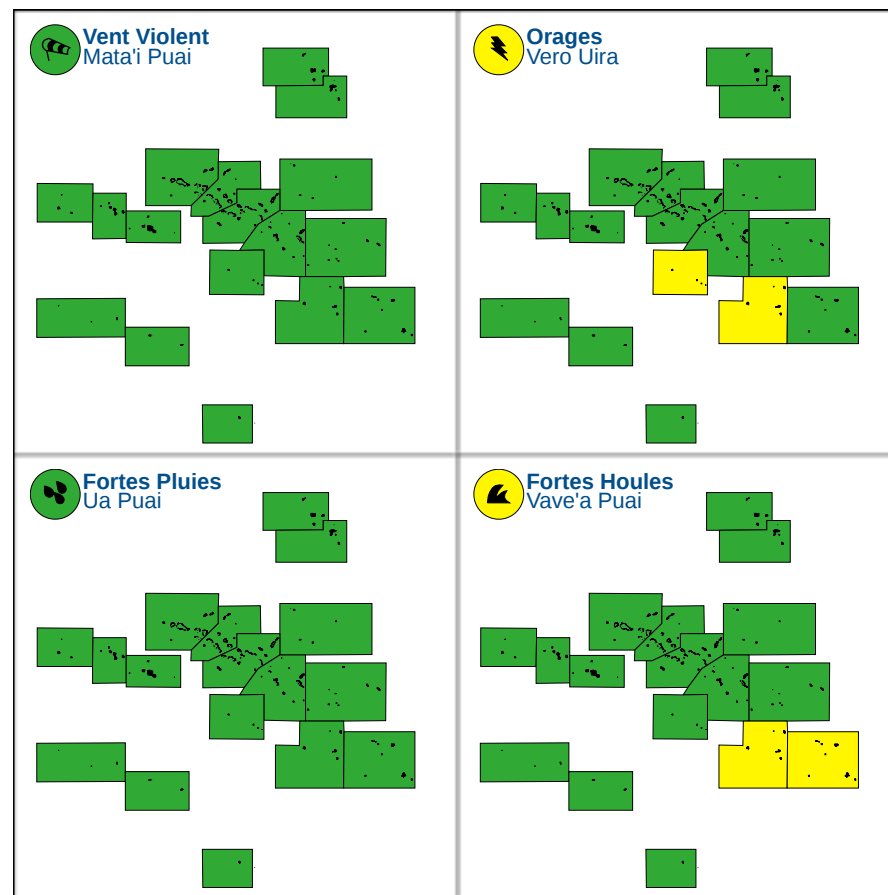 Vent Violent
Mata'i Puai
Orages
Vero Uira
Fortes Pluies
Ua Puai
Fortes Houles
Vave'a Puai